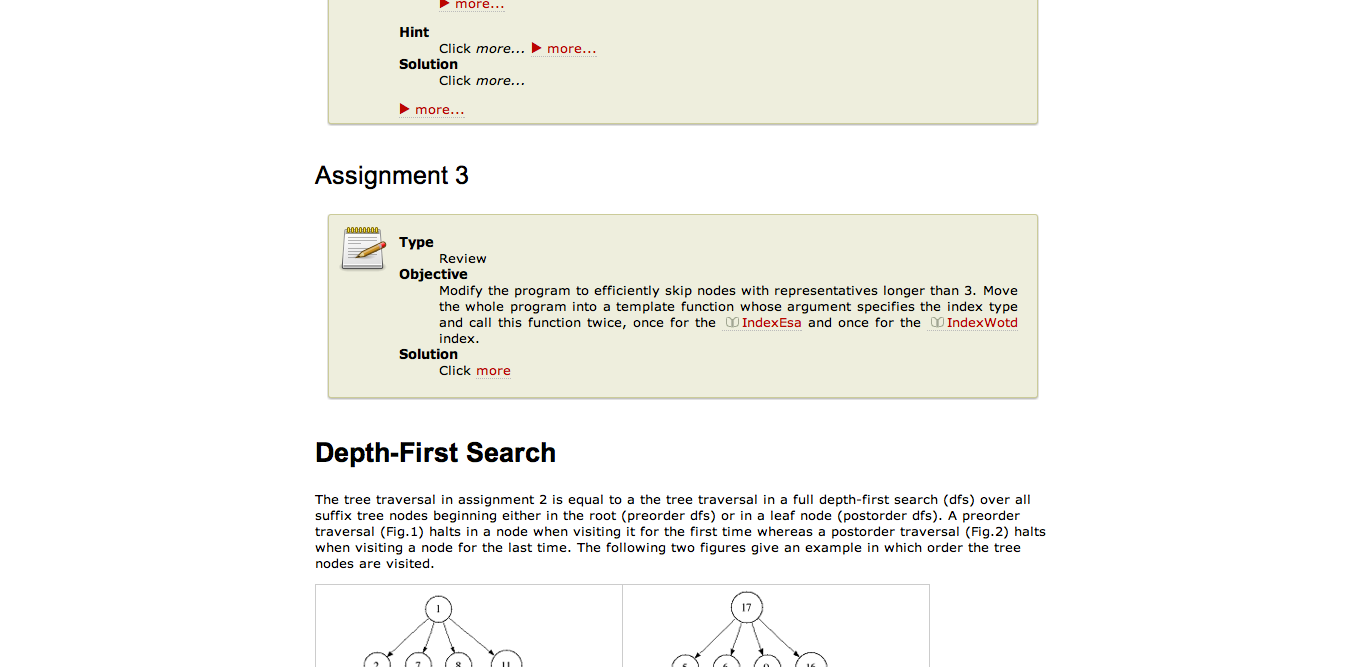 ▶ more...
Hint
Click more... ▶ more...
Solution
Click more...
▶ more...
Assignment 3
Type
Review
Objective
Modify the program to efficiently skip nodes with representatives longer than 3. Move
the whole program into a template function whose argument specifies the index type
and call this function twice, once for the IndexEsa and once for the IndexWotd
index.
Solution
Click more
Depth-First Search
The tree traversal in assignment 2 is equal to a the tree traversal in a full depth-first search (dfs) over all
suffix tree nodes beginning either in the root (preorder dfs) or in a leaf node (postorder dfs). A preorder
traversal (Fig.1) halts in a node when visiting it for the first time whereas a postorder traversal (Fig.2) halts
when visiting a node for the last time. The following two figures give an example in which order the tree
nodes are visited.
1 17
2 7 8 11 5 6 9 16